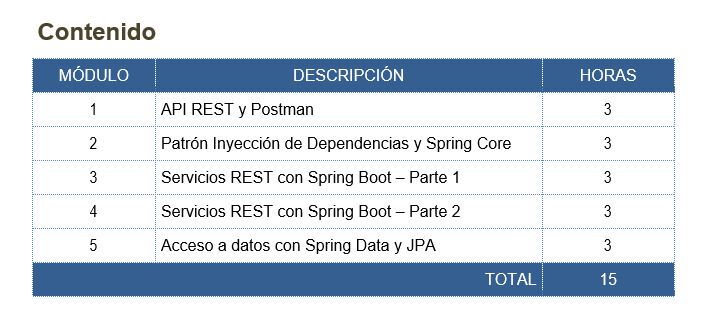 Contenido
MÓDULO DESCRIPCIÓN HORAS
1 API REST y Postman 3
2 Patrón Inyección de Dependencias y Spring Core 3
3 Servicios REST con Spring Boot – Parte 1 3
4 Servicios REST con Spring Boot – Parte 2 3
5 Acceso a datos con Spring Data y JPA 3
TOTAL 15